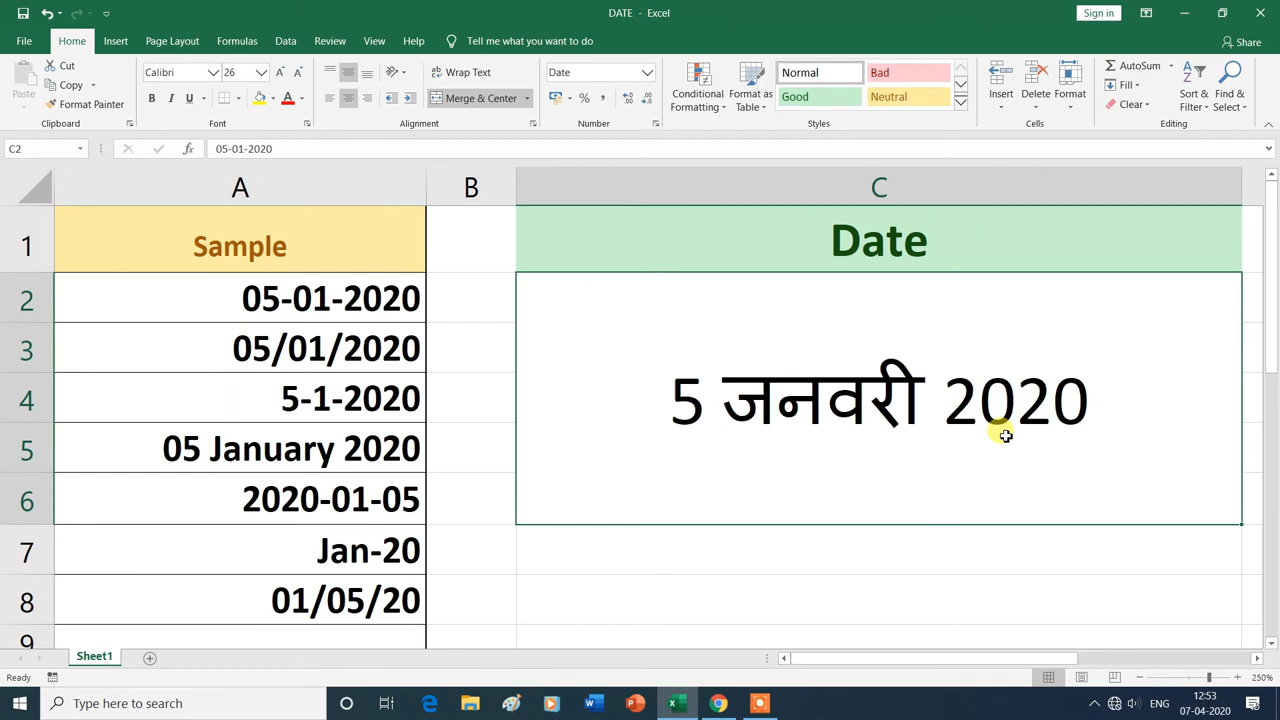 DATE - Excel
Sign in
File Home Insert Page Layout Formulas Data Review View Help Tell me what you want to do Share
Paste
Cut
Copy
Format Painter
Clipboard
Calibri 26
B I U
Font
Wrap Text
Merge & Center
Alignment
Date
% ,
Number
Conditional Formatting
Format as Table
Normal Bad
Good Neutral
Styles
Insert Delete Format
Cells
AutoSum
Fill
Clear
Sort & Filter
Find & Select
Editing
C2 fx 05-01-2020
A B C
1 Sample Date
2 05-01-2020
3 05/01/2020
4 5-1-2020 5 जनवरी 2020
5 05 January 2020
6 2020-01-05
7 Jan-20
8 01/05/20
9
Sheet1
Ready 250%
Type here to search
ENG
12:53
07-04-2020